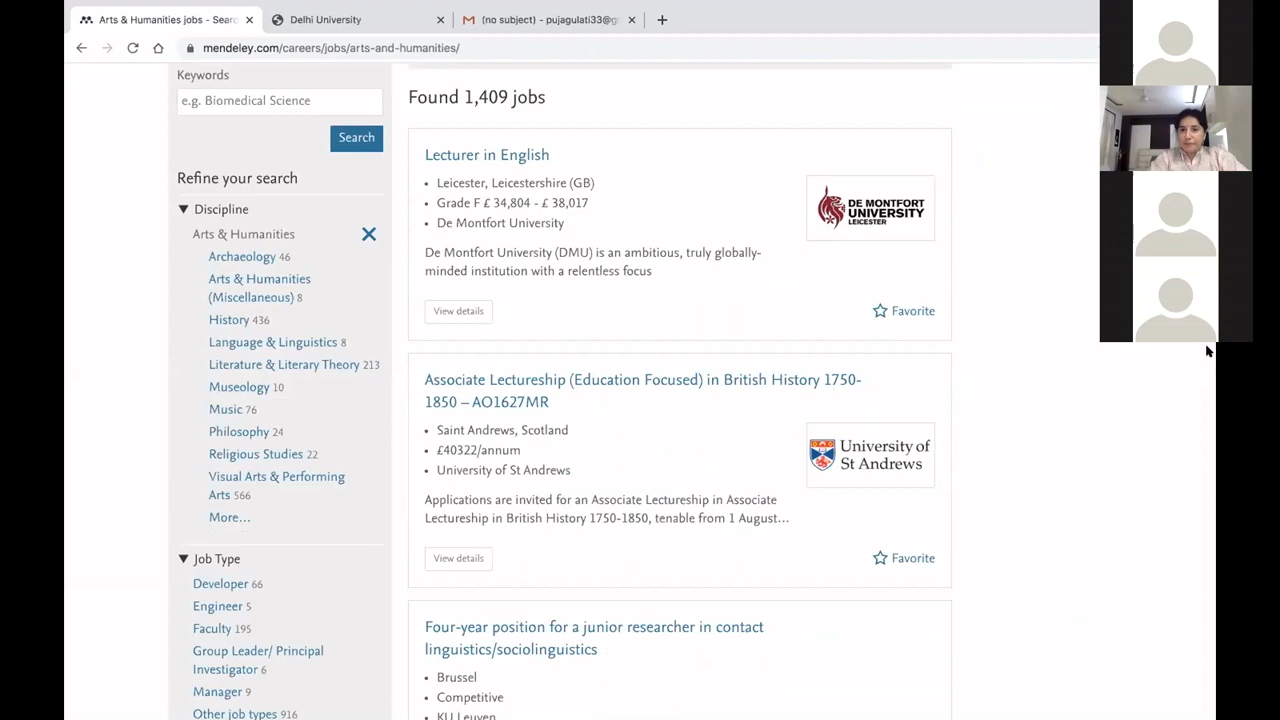 Arts & Humanities jobs - Searc
Delhi University
(no subject) - pujagulati33@g
mendeley.com/careers/jobs/arts-and-humanities/
Keywords
e.g. Biomedical Science
Search
Refine your search
Discipline
Arts & Humanities
Archaeology 46
Arts & Humanities
(Miscellaneous) 8
History 436
Language & Linguistics 8
Literature & Literary Theory 213
Museology 10
Music 76
Philosophy 24
Religious Studies 22
Visual Arts & Performing
Arts 566
More...
Job Type
Developer 66
Engineer 5
Faculty 195
Group Leader/ Principal
Investigator 6
Manager 9
Other job types 916
Found 1,409 jobs
Lecturer in English
• Leicester, Leicestershire (GB)
• Grade F £ 34,804 - £ 38,017
• De Montfort University
DE MONTFORT
UNIVERSITY
LEICESTER
De Montfort University (DMU) is an ambitious, truly globally-
minded institution with a relentless focus
View details
Favorite
Associate Lectureship (Education Focused) in British History 1750-
1850 – AO1627MR
• Saint Andrews, Scotland
• £40322/annum
• University of St Andrews
University of
St Andrews
Applications are invited for an Associate Lectureship in Associate
Lectureship in British History 1750-1850, tenable from 1 August...
View details
Favorite
Four-year position for a junior researcher in contact
linguistics/sociolinguistics
• Brussel
• Competitive
• KU Leuven